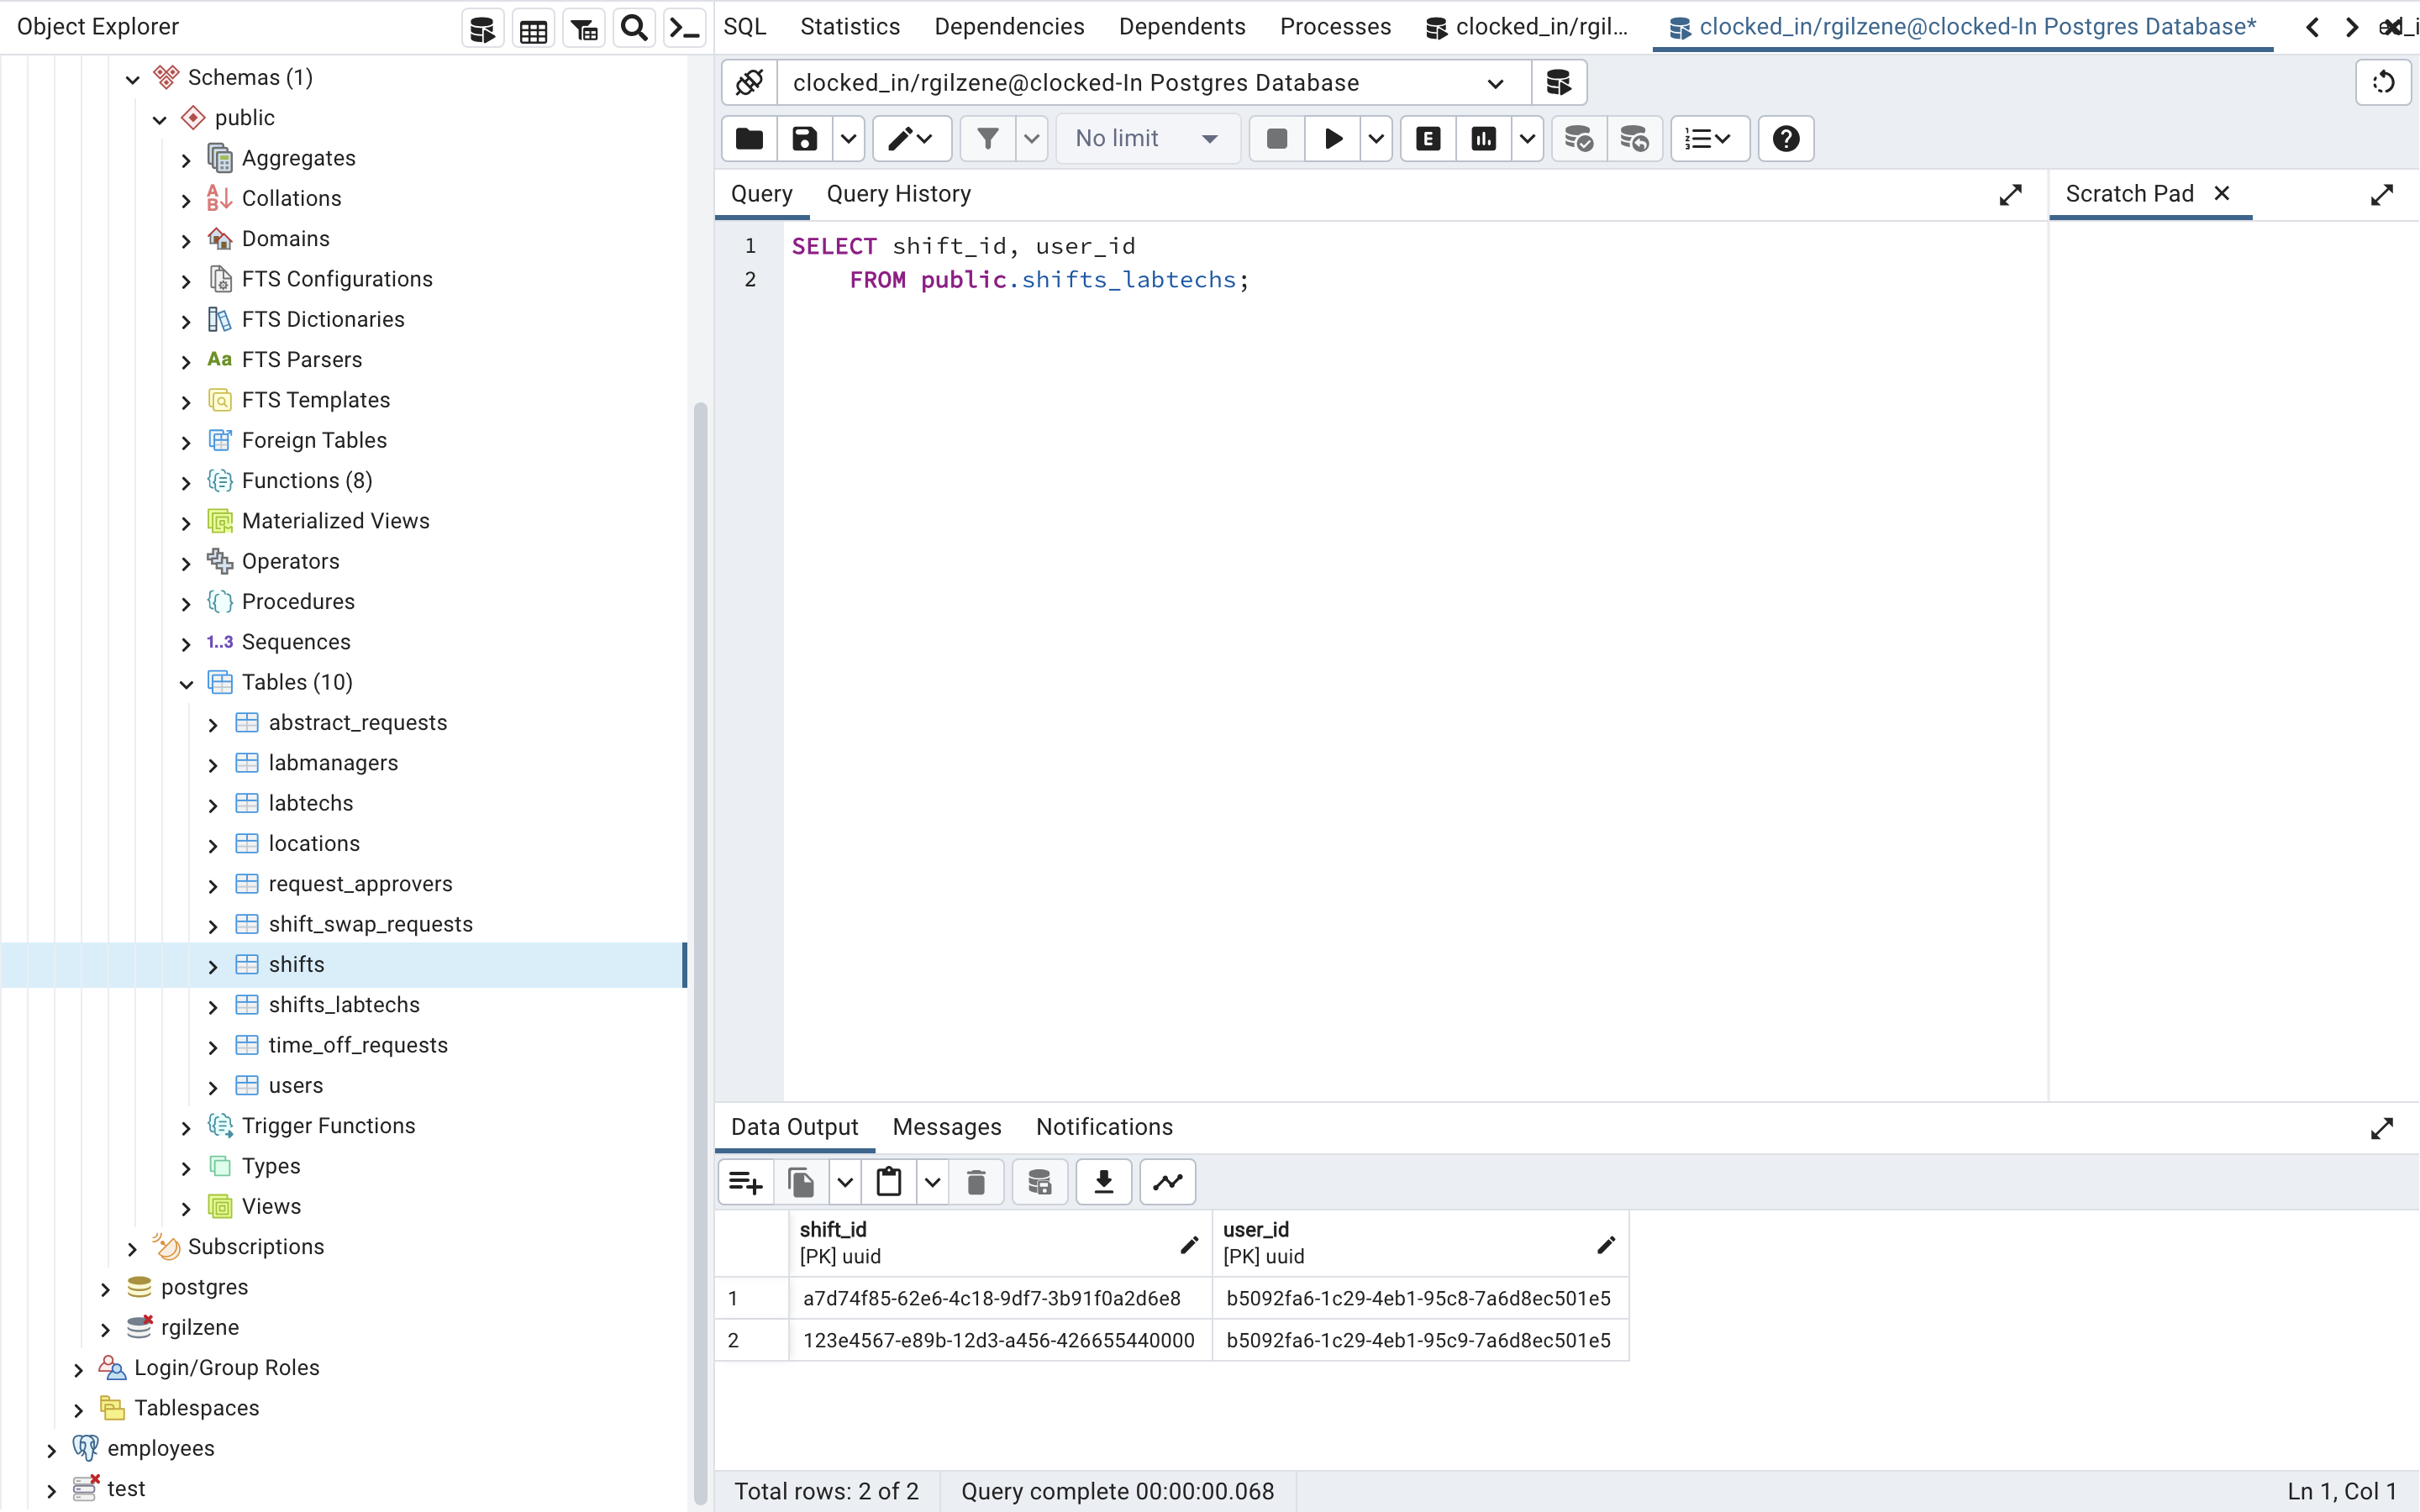 Object Explorer
Schemas (1)
public
Aggregates
Collations
Domains
FTS Configurations
FTS Dictionaries
Aa FTS Parsers
FTS Templates
Foreign Tables
Functions (8)
Materialized Views
Operators
Procedures
1..3 Sequences
Tables (10)
abstract_requests
labmanagers
labtechs
locations
request_approvers
shift_swap_requests
shifts
shifts_labtechs
time_off_requests
users
Trigger Functions
Types
Views
Subscriptions
postgres
rgilzene
Login/Group Roles
Tablespaces
employees
test
SQL Statistics Dependencies Dependents Processes clocked_in/rgil... clocked_in/rgilzene@clocked-In Postgres Database*
clocked_in/rgilzene@clocked-In Postgres Database
No limit E
Query Query History Scratch Pad
1 SELECT shift_id, user_id
2 FROM public.shifts_labtechs;
Data Output Messages Notifications
shift_id user_id
[PK] uuid [PK] uuid
1 a7d74f85-62e6-4c18-9df7-3b91f0a2d6e8 b5092fa6-1c29-4eb1-95c8-7a6d8ec501e5
2 123e4567-e89b-12d3-a456-426655440000 b5092fa6-1c29-4eb1-95c9-7a6d8ec501e5
Total rows: 2 of 2 Query complete 00:00:00.068 Ln 1, Col 1